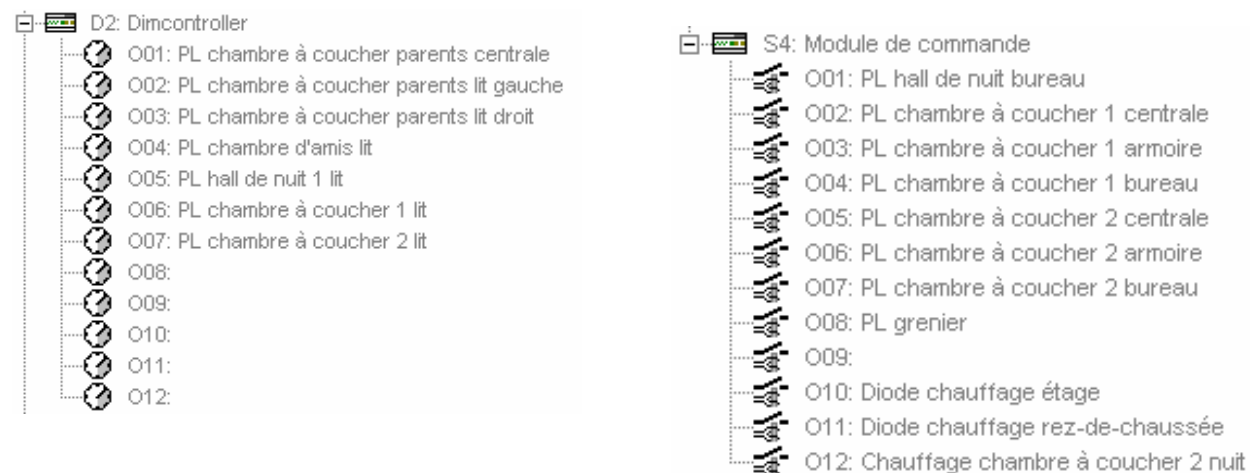 D2: Dimcontroller
O01: PL chambre à coucher parents centrale
O02: PL chambre à coucher parents lit gauche
O03: PL chambre à coucher parents lit droit
O04: PL chambre d'amis lit
O05: PL hall de nuit 1 lit
O06: PL chambre à coucher 1 lit
O07: PL chambre à coucher 2 lit
O08:
O09:
O10:
O11:
O12:
S4: Module de commande
O01: PL hall de nuit bureau
O02: PL chambre à coucher 1 centrale
O03: PL chambre à coucher 1 armoire
O04: PL chambre à coucher 1 bureau
O05: PL chambre à coucher 2 centrale
O06: PL chambre à coucher 2 armoire
O07: PL chambre à coucher 2 bureau
O08: PL grenier
O09:
O10: Diode chauffage étage
O11: Diode chauffage rez-de-chaussée
O12: Chauffage chambre à coucher 2 nuit